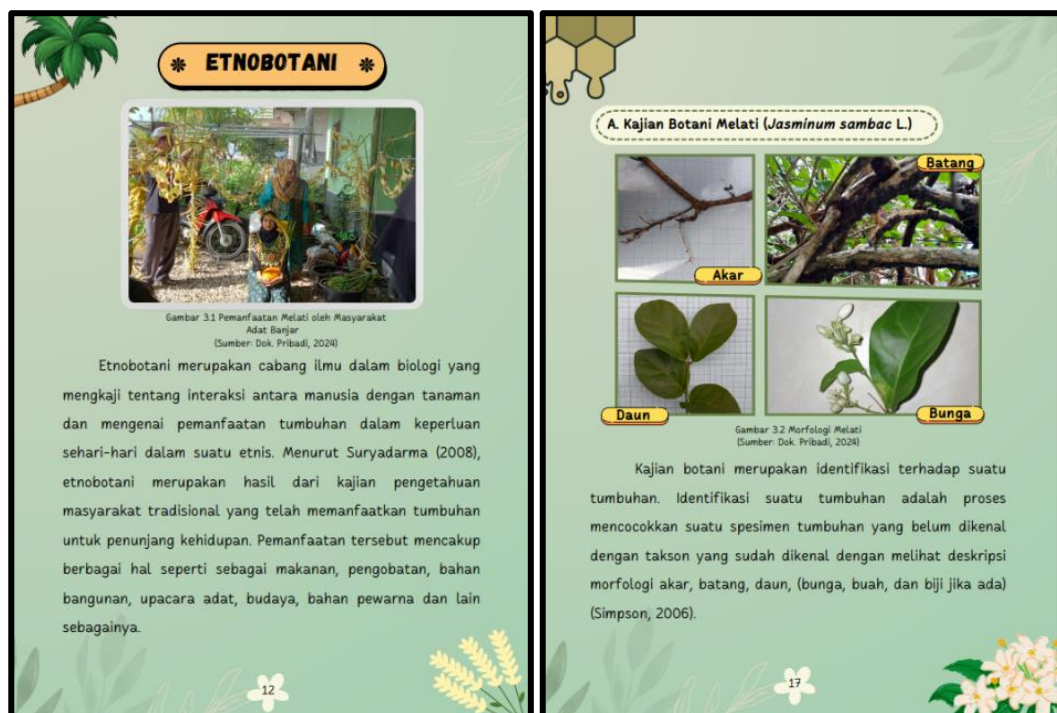 ETNOBOTANI
Gambar 3.1 Pemanfaatan Melati oleh Masyarakat
Adat Banjar
(Sumber: Dok. Pribadi, 2024)
Etnobotani merupakan cabang ilmu dalam biologi yang
mengkaji tentang interaksi antara manusia dengan tanaman
dan mengenai pemanfaatan tumbuhan dalam keperluan
sehari-hari dalam suatu etnis. Menurut Suryadarma (2008),
etnobotani merupakan hasil dari kajian pengetahuan
masyarakat tradisional yang telah memanfaatkan tumbuhan
untuk penunjang kehidupan. Pemanfaatan tersebut mencakup
berbagai hal seperti sebagai makanan, pengobatan, bahan
bangunan, upacara adat, budaya, bahan pewarna dan lain
sebagainya.
12
A. Kajian Botani Melati (Jasminum sambac L.)
Akar
Batang
Daun
Bunga
Gambar 3.2 Morfologi Melati
(Sumber: Dok. Pribadi, 2024)
Kajian botani merupakan identifikasi terhadap suatu
tumbuhan. Identifikasi suatu tumbuhan adalah proses
mencocokkan suatu spesimen tumbuhan yang belum dikenal
dengan takson yang sudah dikenal dengan melihat deskripsi
morfologi akar, batang, daun, (bunga, buah, dan biji jika ada)
(Simpson, 2006).
17